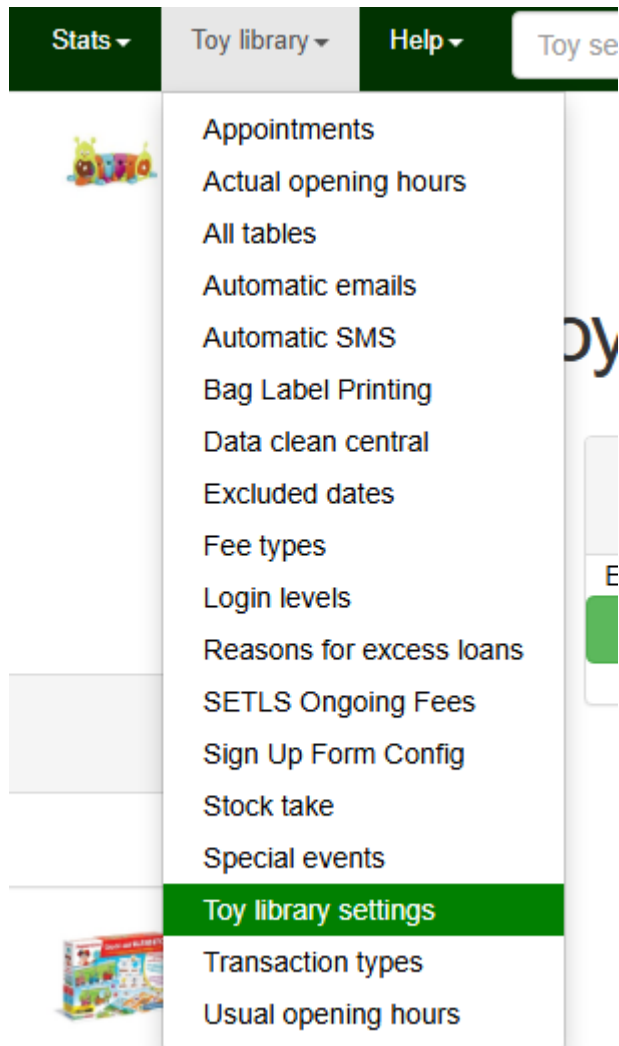 Stats Toy library Help Toy se
Appointments
Actual opening hours
All tables
Automatic emails
Automatic SMS
oy
Bag Label Printing
Data clean central
Excluded dates
Fee types
E
Login levels
Reasons for excess loans
SETLS Ongoing Fees
Sign Up Form Config
Stock take
Special events
Toy library settings
Transaction types
Usual opening hours